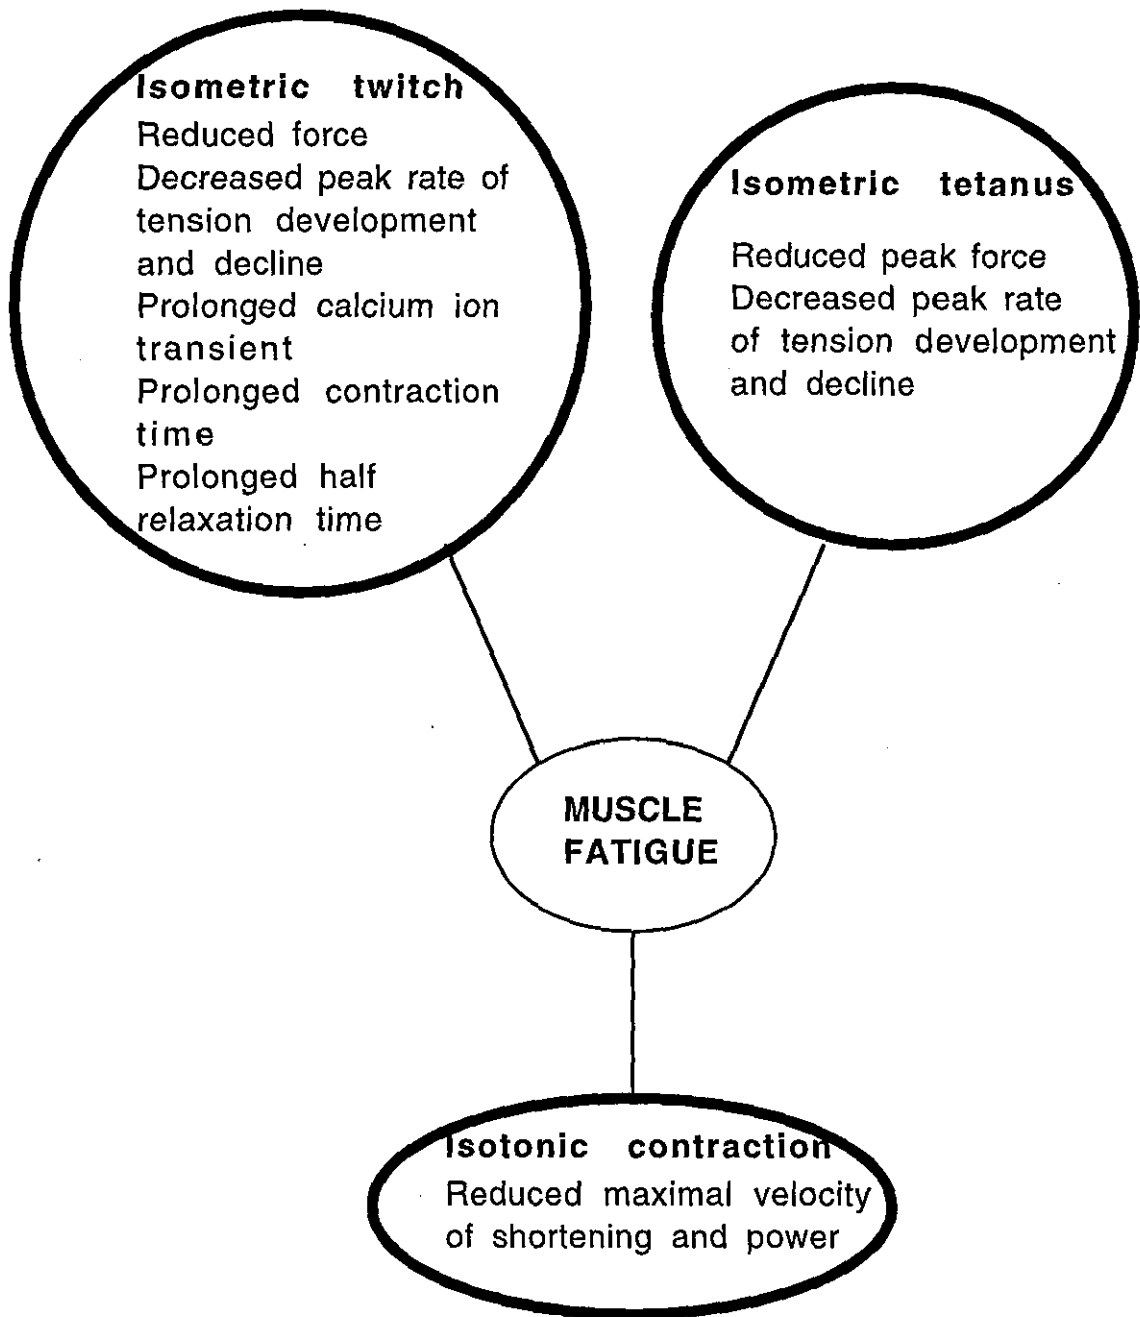 Isometric twitch
Reduced force
Decreased peak rate of
tension development
and decline
Prolonged calcium ion
transient
Prolonged contraction
time
Prolonged half
relaxation time
Isometric tetanus
Reduced peak force
Decreased peak rate
of tension development
and decline
MUSCLE
FATIGUE
Isotonic contraction
Reduced maximal velocity
of shortening and power